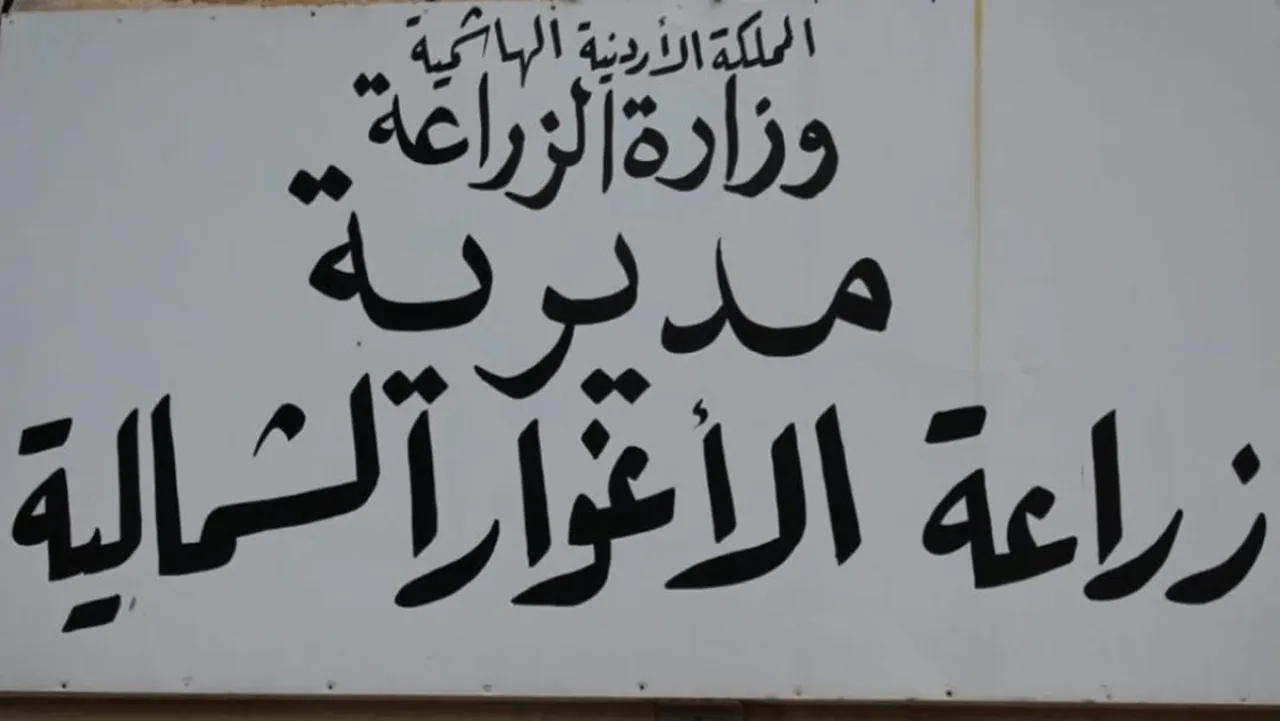 المملكة الأردنية الهاشمية
وزارة الزراعة
مديرية
زراعة الأغوار الشمالية